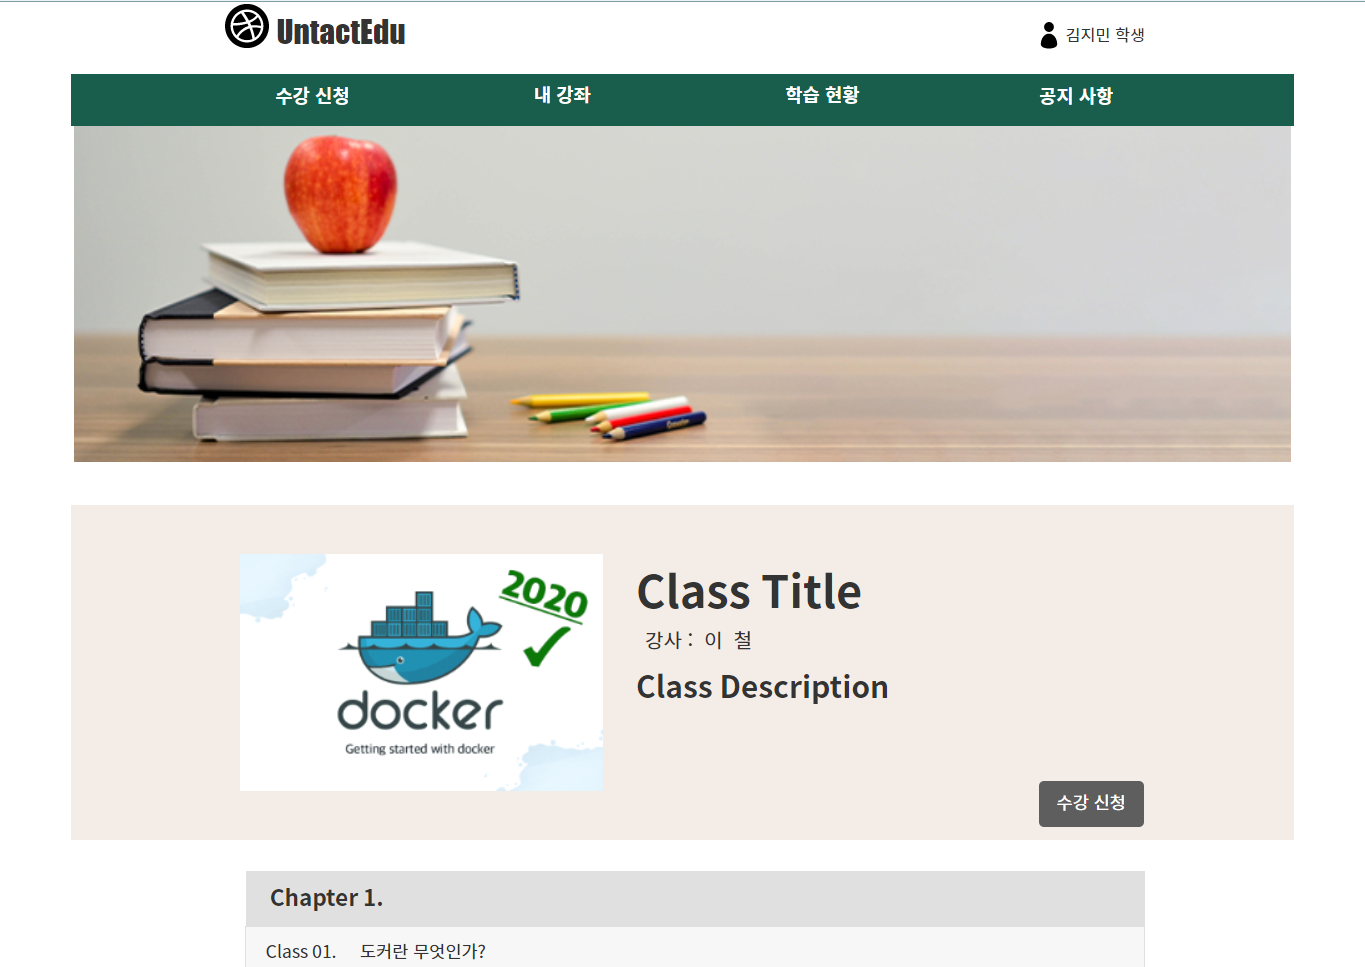 UntactEdu
김지민 학생
수강 신청 내 강좌 학습 현황 공지 사항
2020
docker
Getting started with docker
Class Title
강사 : 이 철
Class Description
수강 신청
Chapter 1.
Class 01. 도커란 무엇인가?